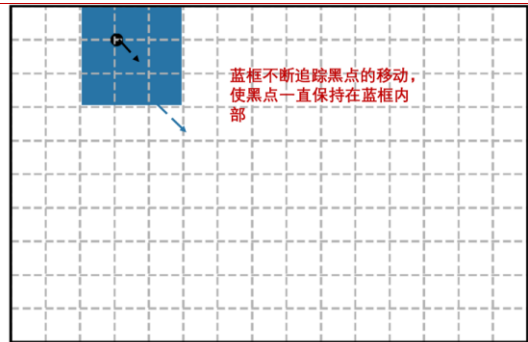 蓝框不断追踪黑点的移动，
使黑点一直保持在蓝框内
部